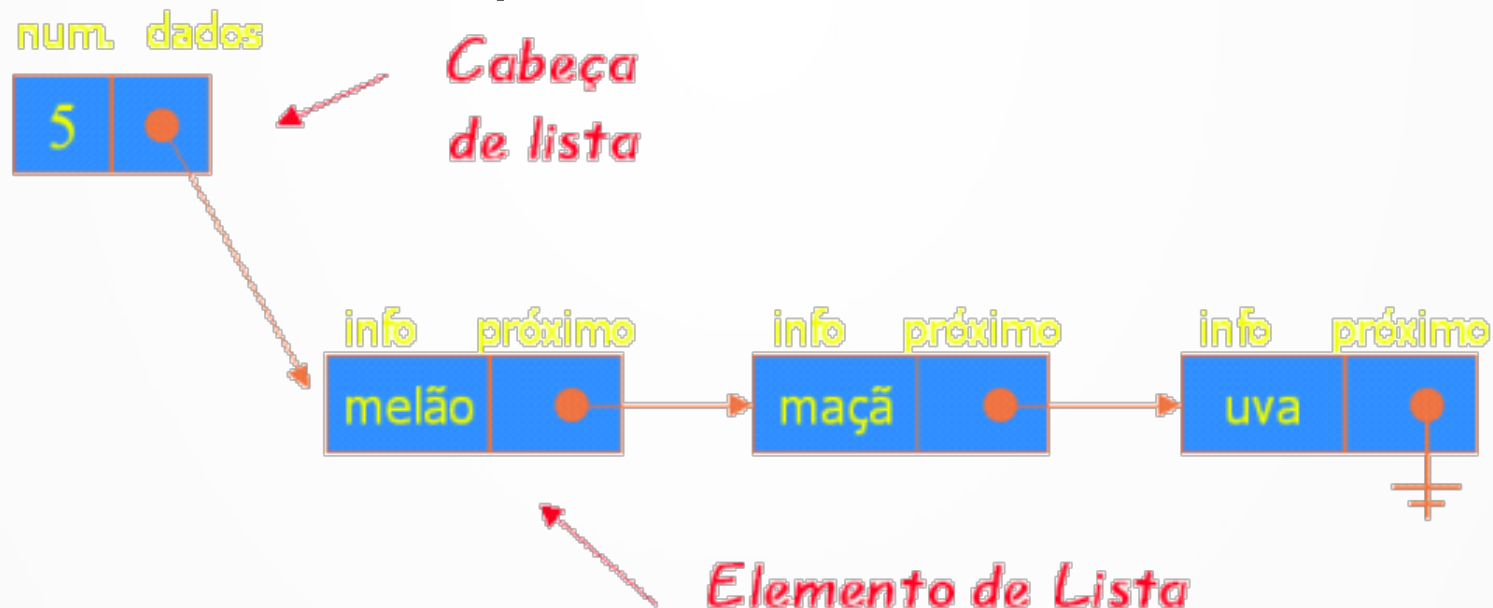 num. dados
5
Cabeça
de lista
info próximo info próximo info próximo
melão maçã uva
Elemento de Lista